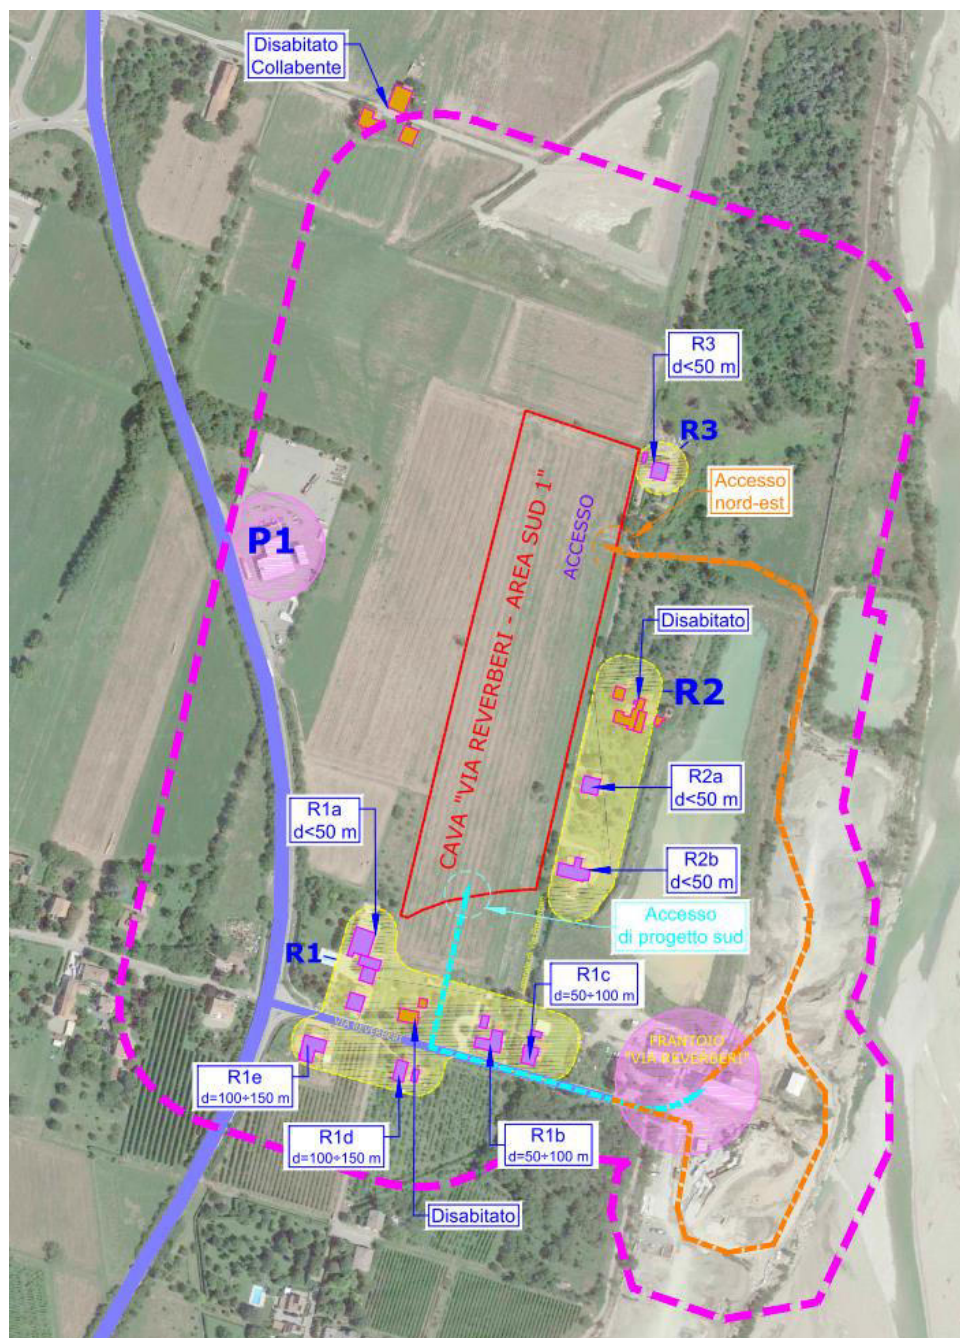 Disabitato
Collabente
R3
d<50 m
R3
Accesso
nord-est
ACCESSO
P1
CAVA "VIA REVERBERI - AREA SUD 1"
Disabitato
R2
R2a
d<50 m
R1a
d<50 m
R2b
d<50 m
Accesso
di progetto sud
R1
R1c
d=50÷100 m
VIA REVERBERI
FRANTOIO
"VIA REVERBERI"
R1e
d=100÷150 m
R1d
d=100÷150 m
R1b
d=50÷100 m
Disabitato